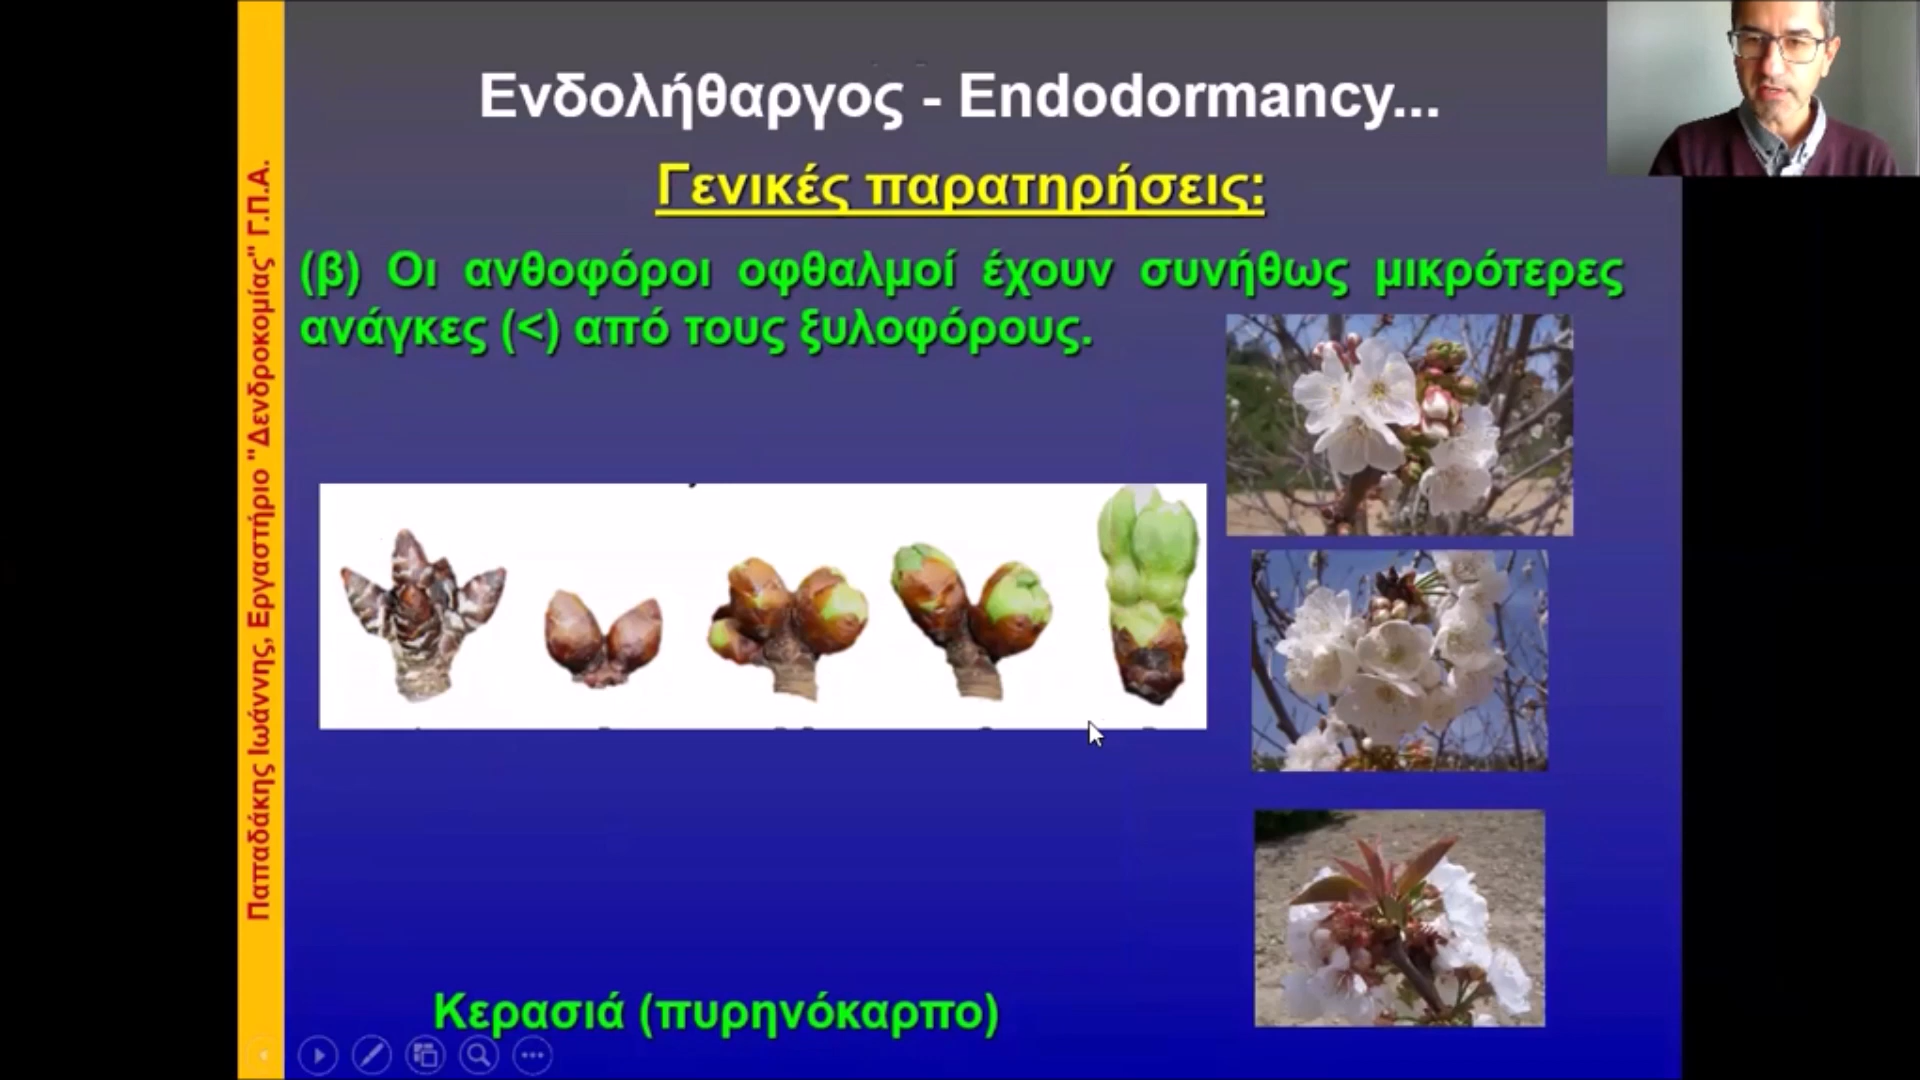 Ενδολήθαργος - Endodormancy...
Γενικές παρατηρήσεις:
(β) Οι ανθοφόροι οφθαλμοί έχουν συνήθως μικρότερες
ανάγκες (<) από τους ξυλοφόρους.
Κερασιά (πυρηνόκαρπο)
Παπαδάκης Ιωάννης, Εργαστήριο "Δενδροκομίας" Γ.Π.Α.